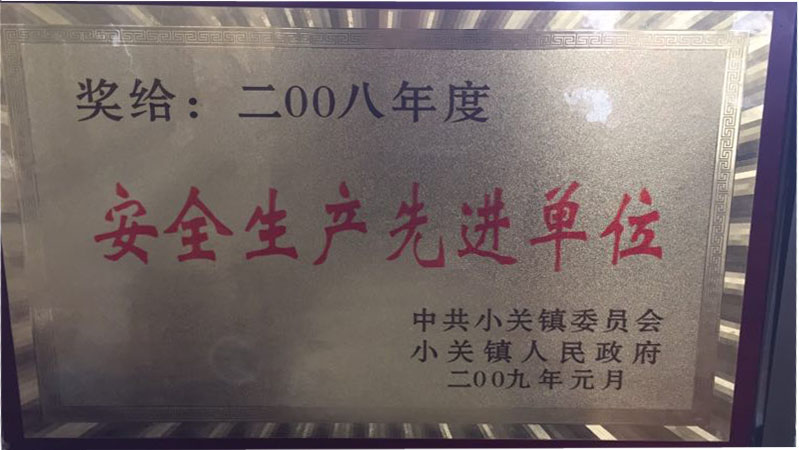 奖给：二00八年度
安全生产先进单位
中共小关镇委员会
小关镇人民政府
二00九年元月